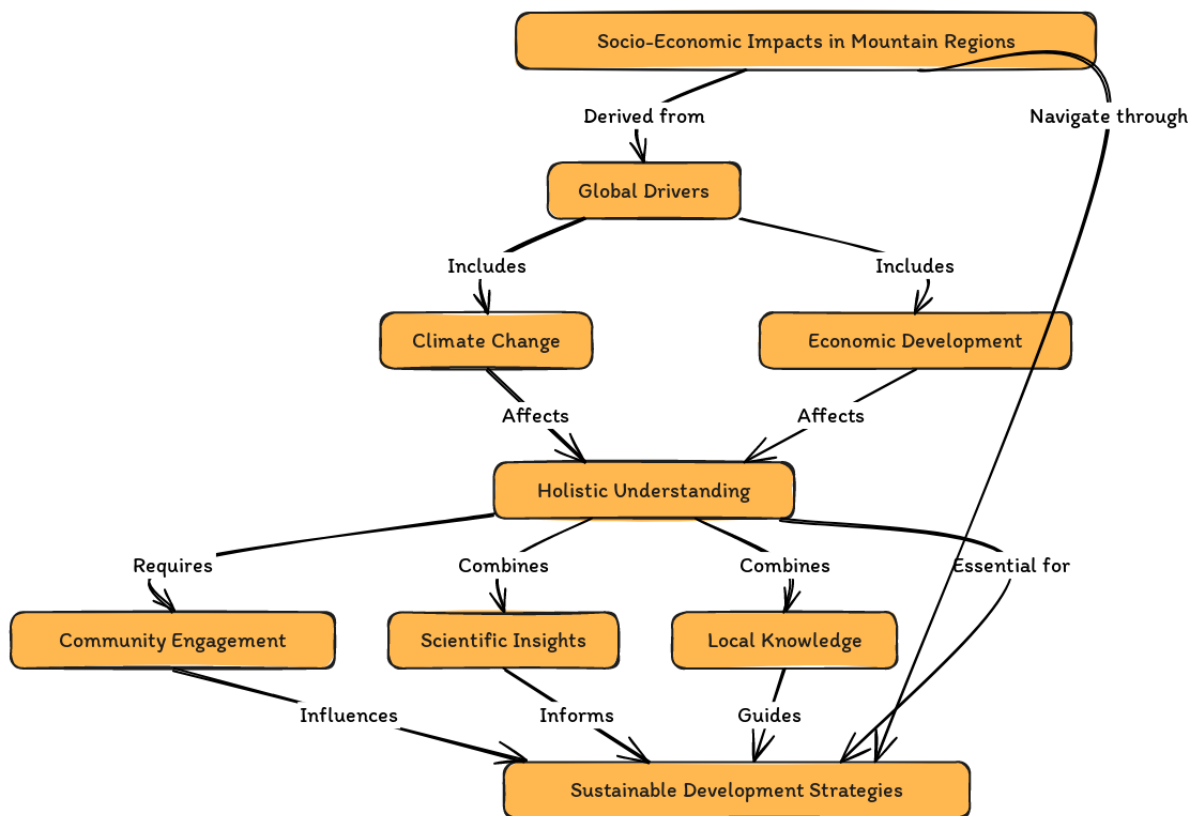 Socio-Economic Impacts in Mountain Regions
Derived from
Navigate through
Global Drivers
Includes
Includes
Climate Change
Economic Development
Affects
Affects
Holistic Understanding
Requires
Combines
Combines
Essential for
Community Engagement
Scientific Insights
Local Knowledge
Influences
Informs
Guides
Sustainable Development Strategies